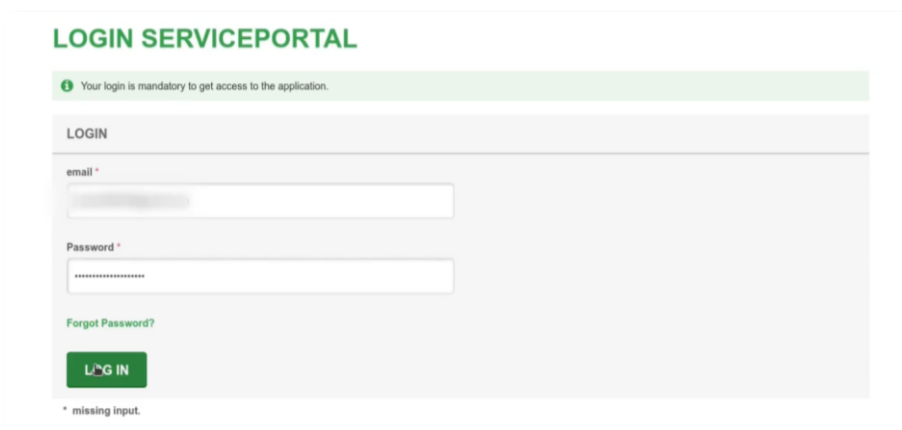 LOGIN SERVICEPORTAL
Your login is mandatory to get access to the application.
LOGIN
email *
Password *
Forgot Password?
LOG IN
* missing input.